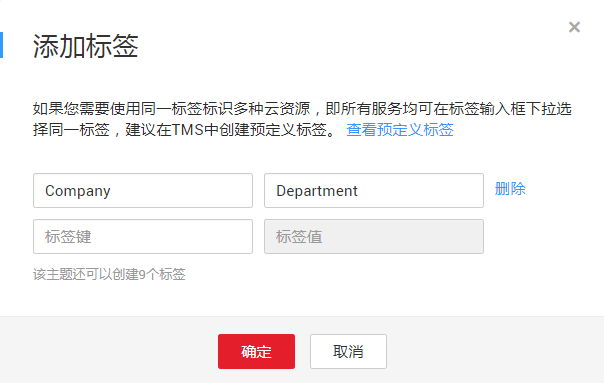 添加标签
如果您需要使用同一标签标识多种云资源，即所有服务均可在标签输入框下拉选
择同一标签，建议在TMS中创建预定义标签。 查看预定义标签
Company Department 删除
标签键 标签值
该主题还可以创建9个标签
确定 取消